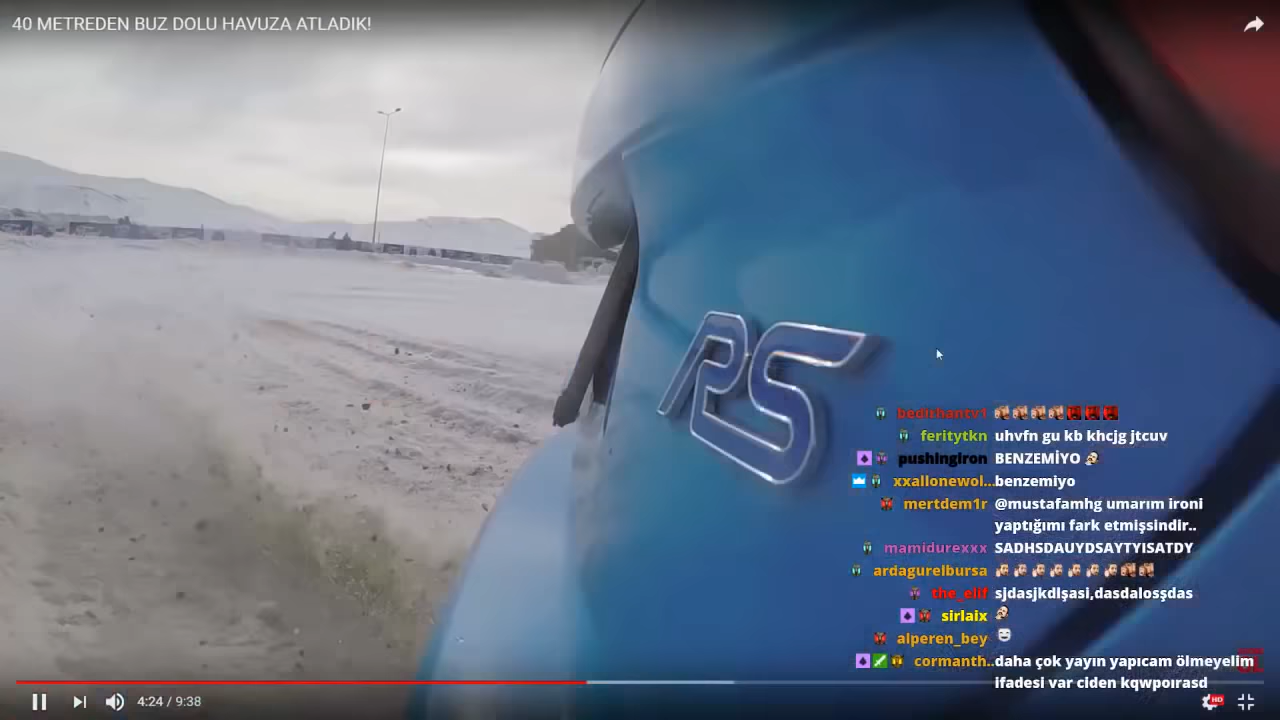 40 METREDEN BUZ DOLU HAVUZA ATLADIK!
RS
bedirhantv1
feritytkn uhvfn gu kb khcjg jtcuv
pushingiron BENZEMİYO
xxallonewol... benzemiyo
mertdem1r @mustafamhg umarım ironi
yaptığımı fark etmişsindir..
mamidurexxx SADHSDAUYDSAYTYISATDY
ardagurelbursa
the_elif sjdasjkdlşasi,dasdalosşdas
sirlaix
alperen_bey
cormanth.. daha çok yayın yapıcam ölmeyelim
ifadesi var ciden kqwpoırasd
4:24 / 9:38
HD